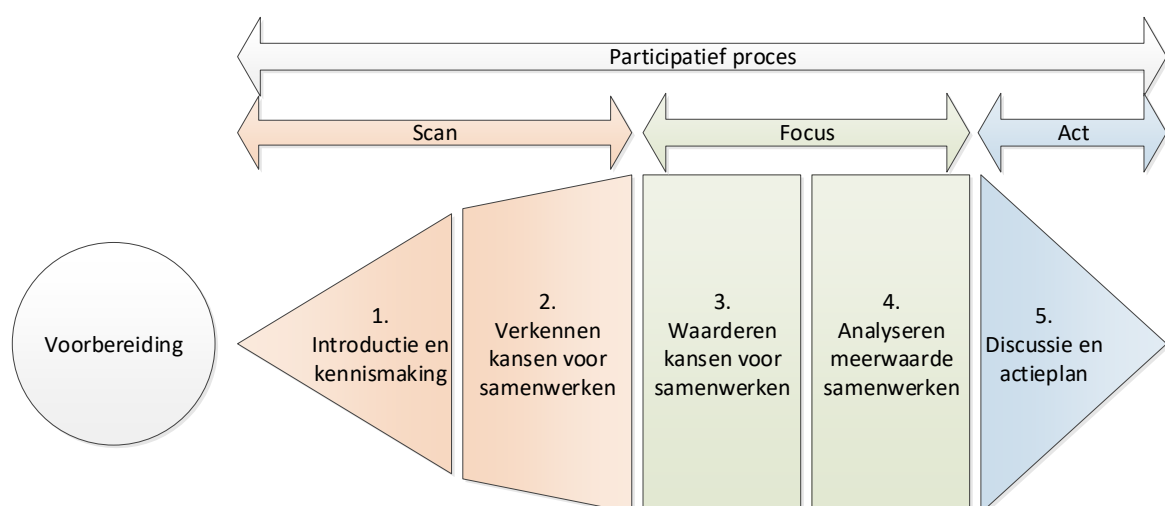 Participatief proces
Scan
Focus
Act
Voorbereiding
1.
Introductie en
kennismaking
2.
Verkennen
kansen voor
samenwerken
3.
Waarderen
kansen voor
samenwerken
4.
Analyseren
meerwaarde
samenwerken
5.
Discussie en
actieplan